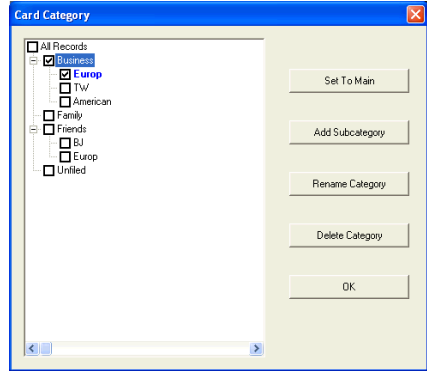 Card Category
All Records
Business
Europ
TW
American
Family
Friends
BJ
Europ
Unfiled
Set To Main
Add Subcategory
Rename Category
Delete Category
OK